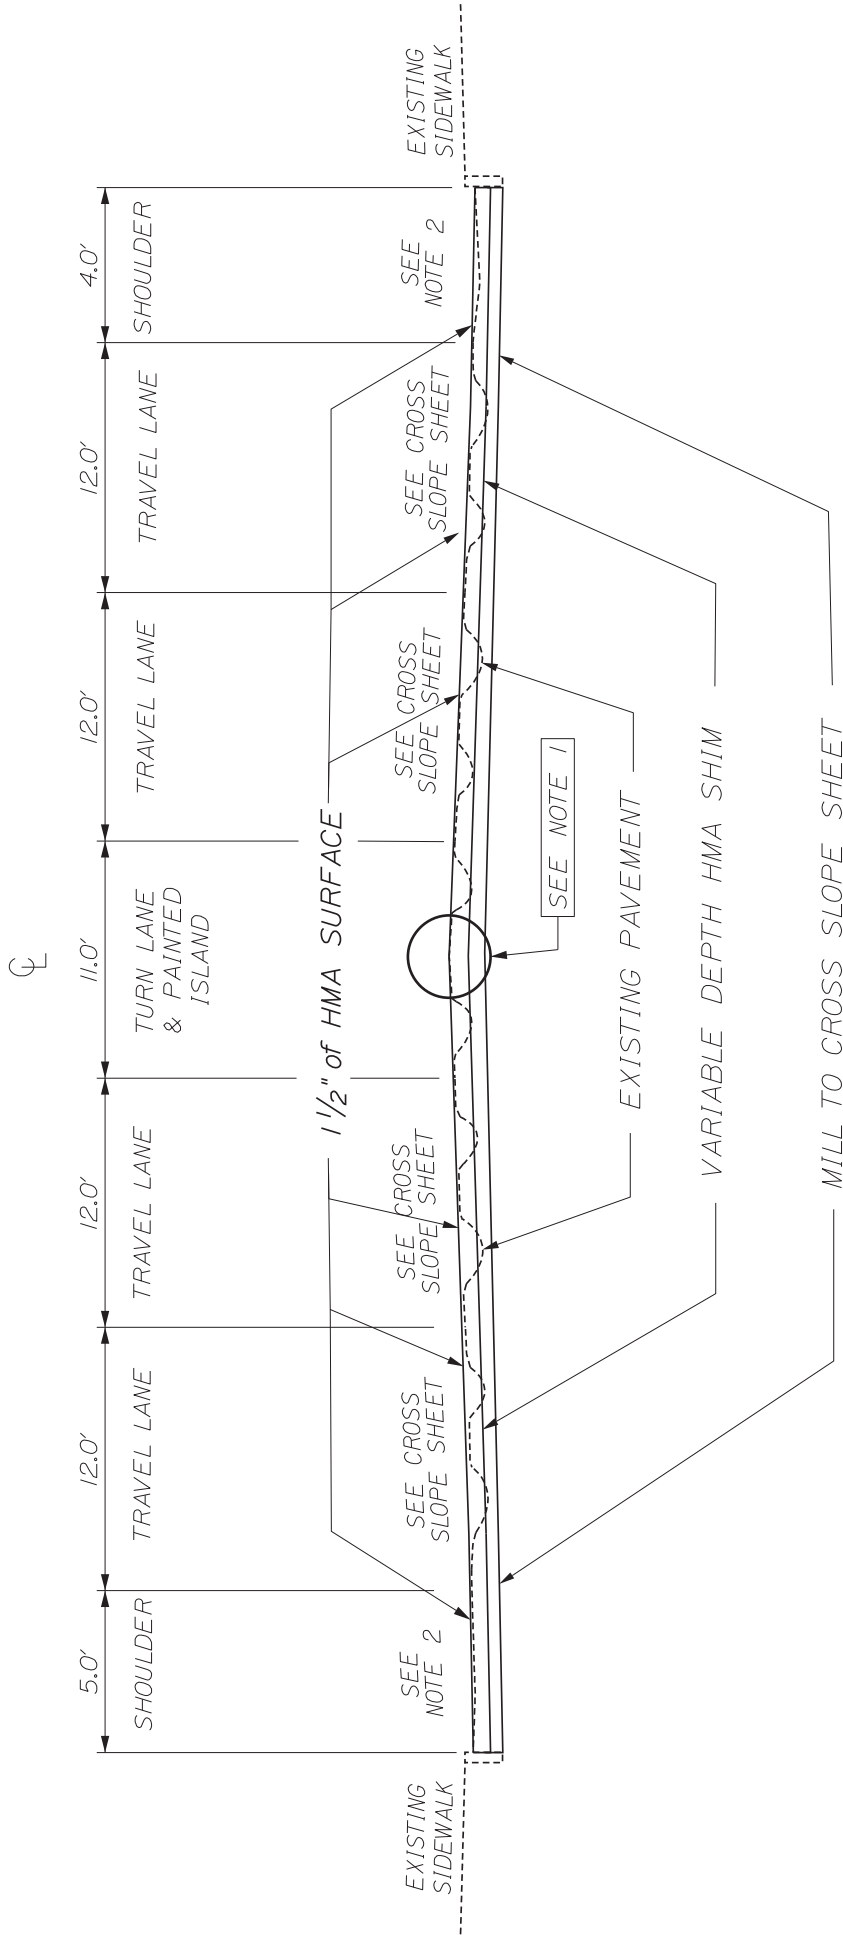 ℄
5.0'
12.0'
12.0'
11.0'
12.0'
12.0'
4.0'
SHOULDER
TRAVEL LANE
TRAVEL LANE
TURN LANE
& PAINTED
ISLAND
TRAVEL LANE
TRAVEL LANE
SHOULDER
1 1/2" of HMA SURFACE
EXISTING
SIDEWALK
SEE
NOTE 2
SEE CROSS
SLOPE SHEET
SEE CROSS
SLOPE SHEET
SEE CROSS
SLOPE SHEET
SEE CROSS
SLOPE SHEET
SEE
NOTE 2
EXISTING
SIDEWALK
SEE NOTE 1
EXISTING PAVEMENT
VARIABLE DEPTH HMA SHIM
MILL TO CROSS SLOPE SHEET